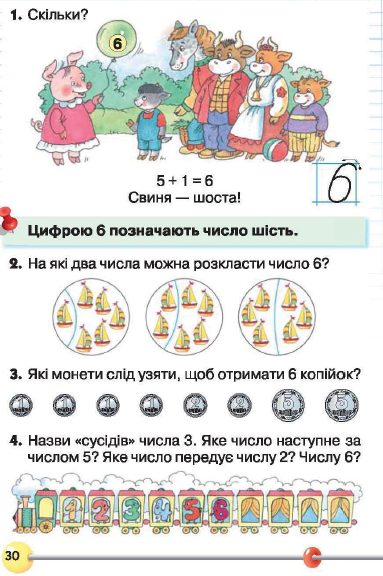 1. Скільки?
6
5 + 1 = 6
Свиня — шоста!
6
Цифрою 6 позначають число шість.
2. На які два числа можна розкласти число 6?
3. Які монети слід узяти, щоб отримати 6 копійок?
1 1 1 1 2 2 5 5
4. Назви «сусідів» числа 3. Яке число наступне за
числом 5? Яке число передує числу 2? Числу 6?
1 2 3 4 5 6
30